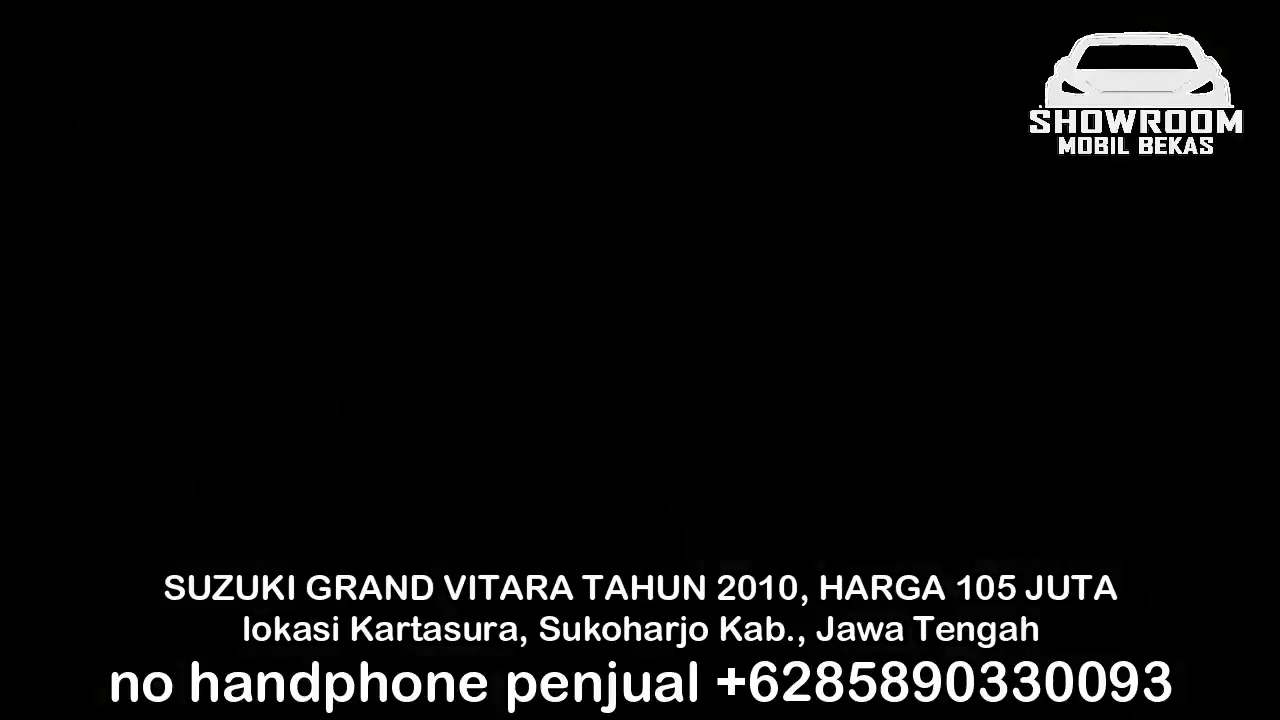 SHOWROOM
MOBIL BEKAS
SUZUKI GRAND VITARA TAHUN 2010, HARGA 105 JUTA
lokasi Kartasura, Sukoharjo Kab., Jawa Tengah
no handphone penjual +6285890330093